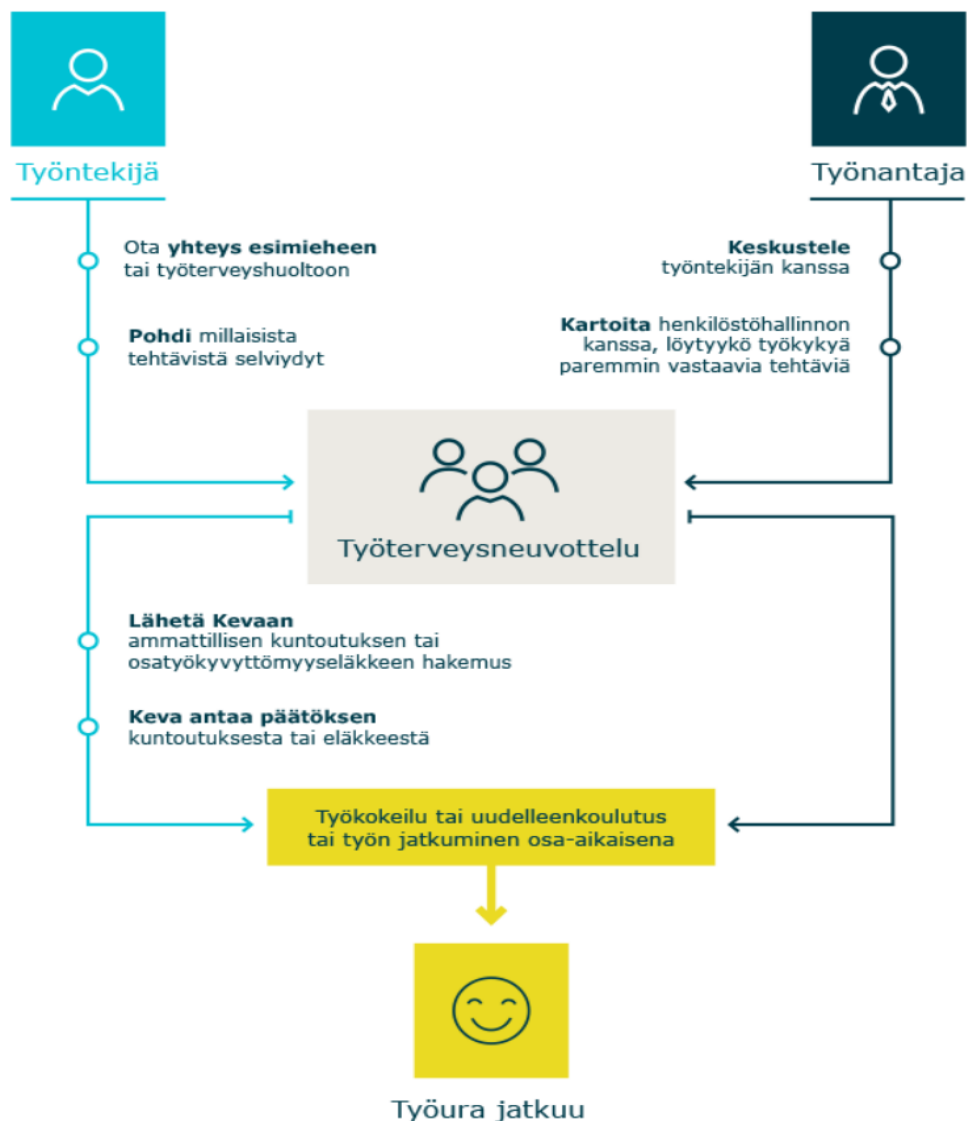 Työntekijä
Työnantaja
Ota yhteys esimieheen
tai työterveyshuoltoon
Pohdi millaisista
tehtävistä selviydyt
Keskustele
työntekijän kanssa
Kartoita henkilöstöhallinnon
kanssa, löytyykö työkykyä
paremmin vastaavia tehtäviä
Työterveysneuvottelu
Lähetä Kevaan
ammattillisen kuntoutuksen tai
osatyökyvyttömyyseläkkeen hakemus
Keva antaa päätöksen
kuntoutuksesta tai eläkkeestä
Työkokeilu tai uudelleenkoulutus
tai työn jatkuminen osa-aikaisena
Työura jatkuu